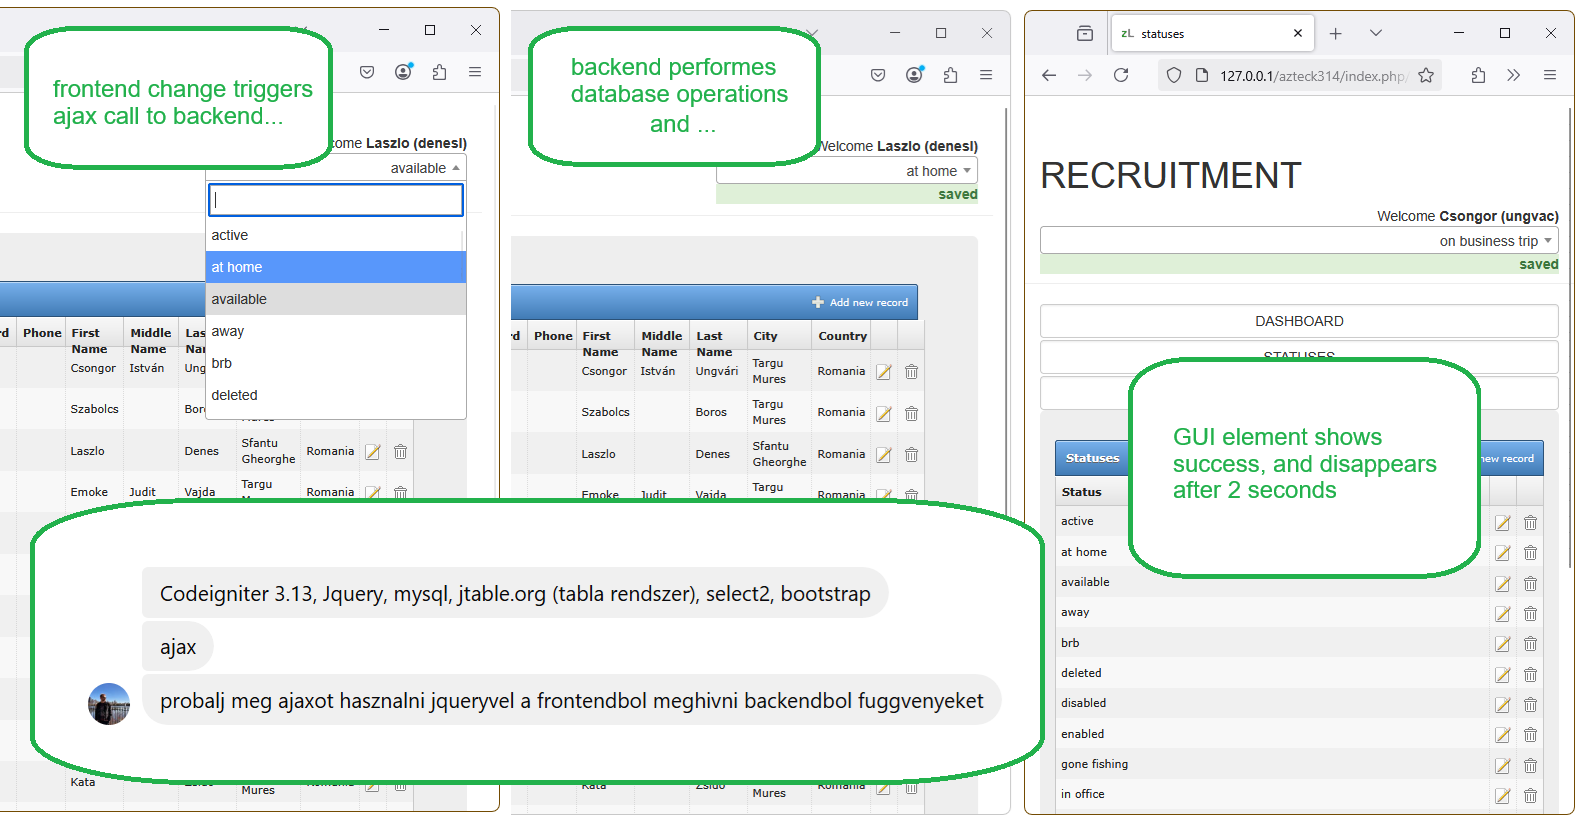 frontend change triggers
ajax call to backend...
Welcome Laszlo (denesl)
available
active
at home
available
away
brb
deleted
Phone First Name Middle Name
Csongor István
Szabolcs
Laszlo Denes Sfantu Gheorghe Romania
Emoke Judit Vajda Targu Romania
Kata Mures
backend performes
database operations
and ...
Welcome Laszlo (denesl)
at home
saved
Add new record
Phone First Name Middle Name Last Name City Country
Csongor István Ungvári Targu Mures Romania
Szabolcs Boros Targu Mures Romania
Laszlo Denes Sfantu Gheorghe Romania
Emoke Judit Vajda Targu Romania
Kata Zsido Mures Romania
Codeigniter 3.13, Jquery, mysql, jtable.org (tabla rendszer), select2, bootstrap
ajax
probalj meg ajaxot hasznalni jqueryvel a frontendbol meghivni backendbol fuggvenyeket
zL statuses
127.0.0.1/azteck314/index.php/
RECRUITMENT
Welcome Csongor (ungvac)
on business trip
saved
DASHBOARD
STATUSES
GUI element shows
success, and disappears
after 2 seconds
Statuses new record
Status
active
at home
available
away
brb
deleted
disabled
enabled
gone fishing
in office